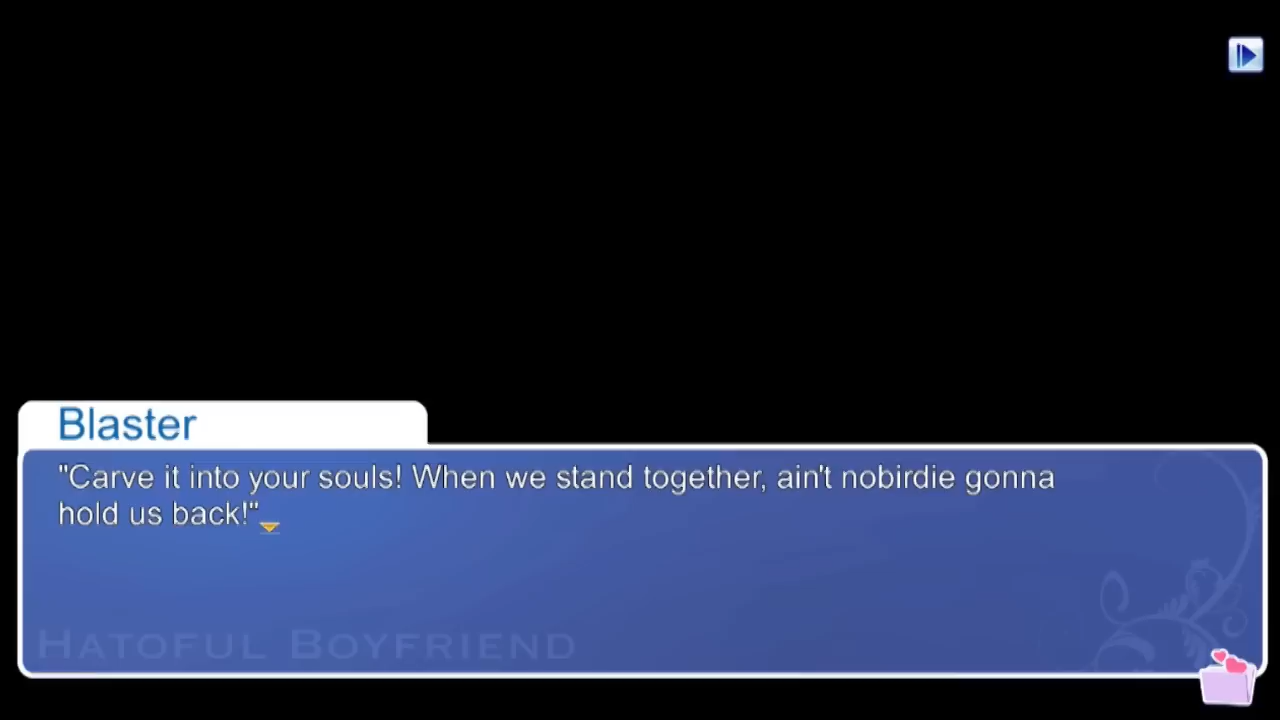 Blaster
"Carve it into your souls! When we stand together, ain't nobirdie gonna
hold us back!"
HATOFUL BOYFRIEND